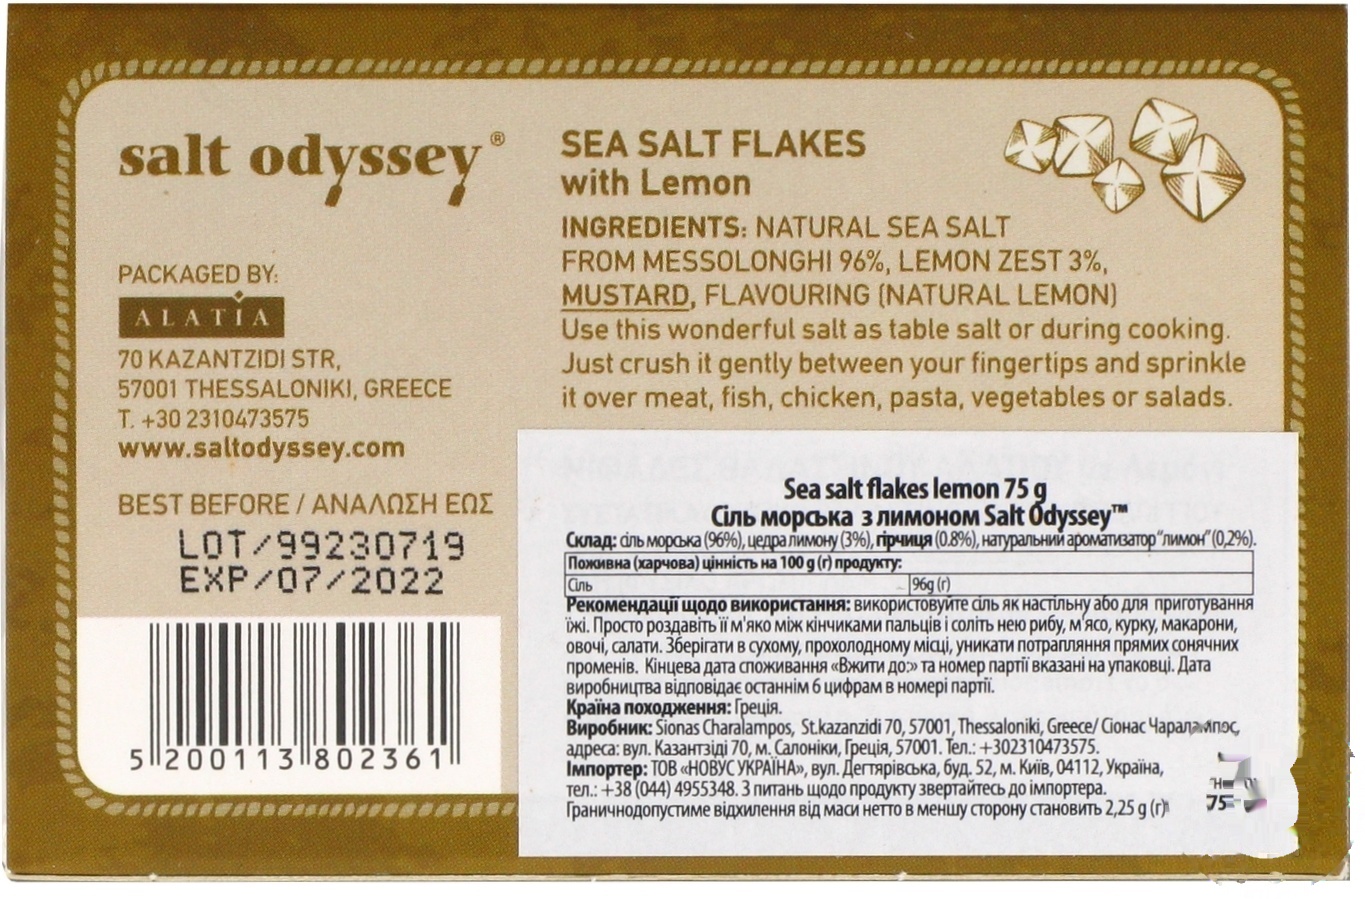 salt odyssey®
PACKAGED BY:
ALATIA
70 KAZANTZIDI STR,
57001 THESSALONIKI, GREECE
T. +30 2310473575
www.saltodyssey.com
BEST BEFORE / ΑΝΑΛΩΣΗ ΕΩΣ
LOT/99230719
EXP/07/2022
5 200113 802361
SEA SALT FLAKES
with Lemon
INGREDIENTS: NATURAL SEA SALT
FROM MESSOLONGHI 96%, LEMON ZEST 3%,
MUSTARD, FLAVOURING (NATURAL LEMON)
Use this wonderful salt as table salt or during cooking.
Just crush it gently between your fingertips and sprinkle
it over meat, fish, chicken, pasta, vegetables or salads.
Sea salt flakes lemon 75 g
Сіль морська з лимоном Salt Odyssey™
Склад: сіль морська (96%), цедра лимону (3%), гірчиця (0.8%), натуральний ароматизатор "лимон" (0,2%).
Поживна (харчова) цінність на 100 g (г) продукту:
Сіль 96g (г)
Рекомендації щодо використання: використовуйте сіль як настільну або для приготування
їжі. Просто роздавіть її м'яко між кінчиками пальців і соліть нею рибу, м'ясо, курку, макарони,
овочі, салати. Зберігати в сухому, прохолодному місці, уникати потрапляння прямих сонячних
променів. Кінцева дата споживання «Вжити до:» та номер партії вказані на упаковці. Дата
виробництва відповідає останнім 6 цифрам в номері партії.
Країна походження: Греція.
Виробник: Sionas Charalampos, St.kazanzidi 70, 57001, Thessaloniki, Greece/ Сіонас Чаралампос,
адреса: вул. Казантзіді 70, м. Салоніки, Греція, 57001. Тел.: +302310473575.
Імпортер: ТОВ «НОВУС УКРАЇНА», вул. Дегтярівська, буд. 52, м. Київ, 04112, Україна,
тел.: +38 (044) 4955348. З питань щодо продукту звертайтесь до імпортера.
Граничнодопустиме відхилення від маси нетто в меншу сторону становить 2,25 g (г)
75